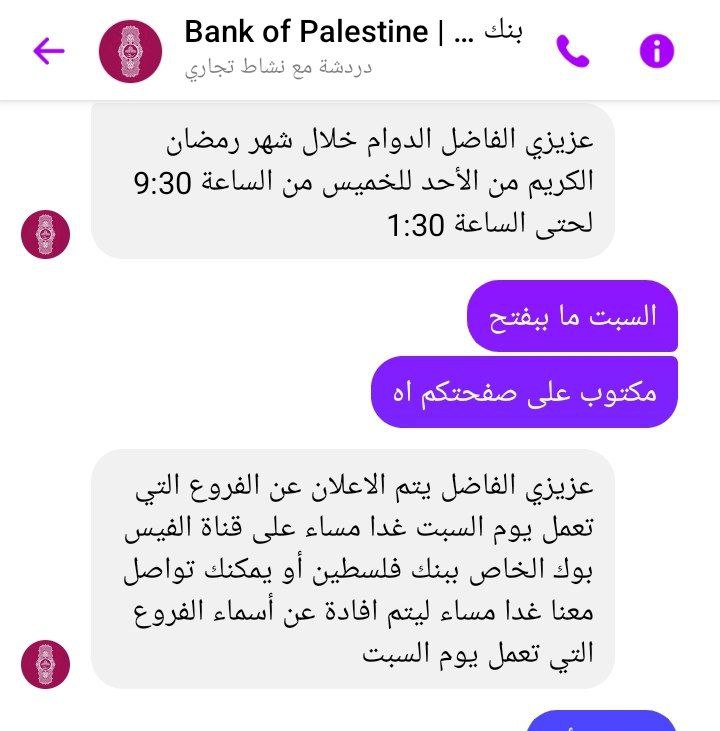 Bank of Palestine | ... بنك
دردشة مع نشاط تجاري
عزيزي الفاضل الدوام خلال شهر رمضان
الكريم من الأحد للخميس من الساعة 9:30
لحتى الساعة 1:30
السبت ما ببفتح
مكتوب على صفحتكم اه
عزيزي الفاضل يتم الاعلان عن الفروع التي
تعمل يوم السبت غدا مساء على قناة الفيس
بوك الخاص ببنك فلسطين أو يمكنك تواصل
معنا غدا مساء ليتم افادة عن أسماء الفروع
التي تعمل يوم السبت